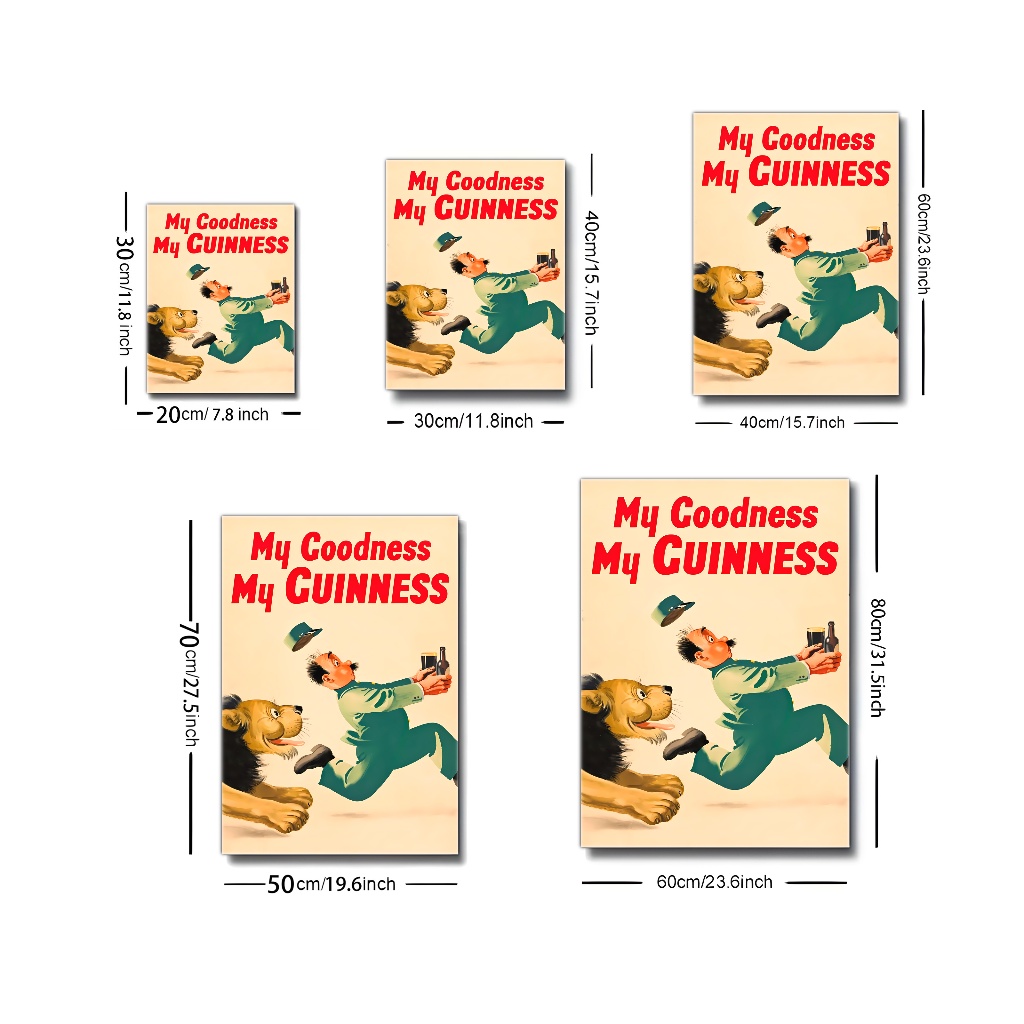 My Goodness
My GUINNESS
30cm/11.8 inch
20cm/ 7.8 inch
My Goodness
My GUINNESS
40cm/15.7inch
30cm/11.8inch
My Goodness
My GUINNESS
60cm/23.6inch
40cm/15.7inch
My Goodness
My GUINNESS
70cm/27.5inch
50cm/19.6inch
My Goodness
My GUINNESS
80cm/31.5inch
60cm/23.6inch